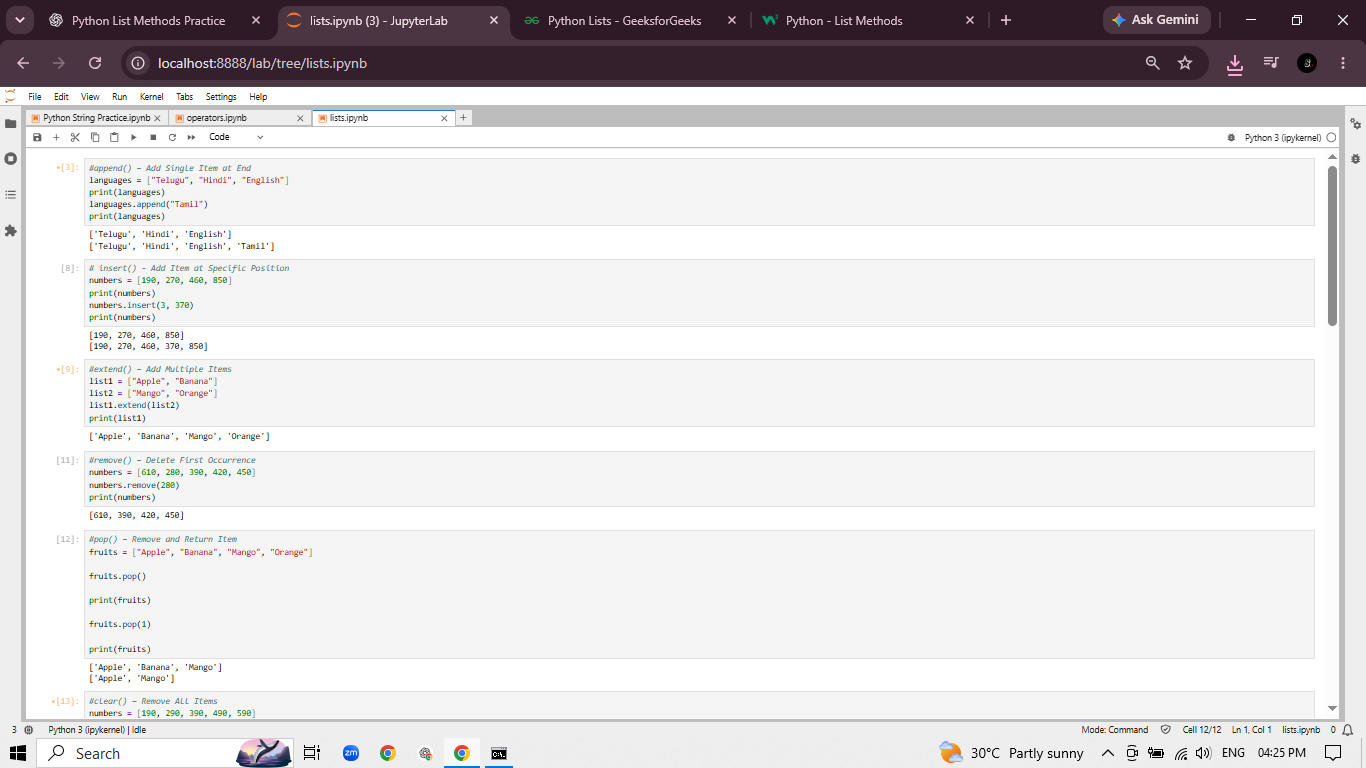 Python List Methods Practice
lists.ipynb (3) - JupyterLab
Python Lists - GeeksforGeeks
Python - List Methods
Ask Gemini
localhost:8888/lab/tree/lists.ipynb
File Edit View Run Kernel Tabs Settings Help
Python String Practice.ipynb
operators.ipynb
lists.ipynb
Code
Python 3 (ipykernel)
[3]:
#append() – Add Single Item at End
languages = ["Telugu", "Hindi", "English"]
print(languages)
languages.append("Tamil")
print(languages)
['Telugu', 'Hindi', 'English']
['Telugu', 'Hindi', 'English', 'Tamil']
[8]:
# insert() - Add Item at Specific Position
numbers = [190, 270, 460, 850]
print(numbers)
numbers.insert(3, 370)
print(numbers)
[190, 270, 460, 850]
[190, 270, 460, 370, 850]
[9]:
#extend() – Add Multiple Items
list1 = ["Apple", "Banana"]
list2 = ["Mango", "Orange"]
list1.extend(list2)
print(list1)
['Apple', 'Banana', 'Mango', 'Orange']
[11]:
#remove() – Delete First Occurrence
numbers = [610, 280, 390, 420, 450]
numbers.remove(280)
print(numbers)
[610, 390, 420, 450]
[12]:
#pop() – Remove and Return Item
fruits = ["Apple", "Banana", "Mango", "Orange"]
fruits.pop()
print(fruits)
fruits.pop(1)
print(fruits)
['Apple', 'Banana', 'Mango']
['Apple', 'Mango']
[13]:
#clear() – Remove All Items
numbers = [190, 290, 390, 490, 590]
3 Python 3 (ipykernel) | Idle
Mode: Command Cell 12/12 Ln 1, Col 1 lists.ipynb 0
Search
zm
C:\.
30°C Partly sunny
ENG 04:25 PM